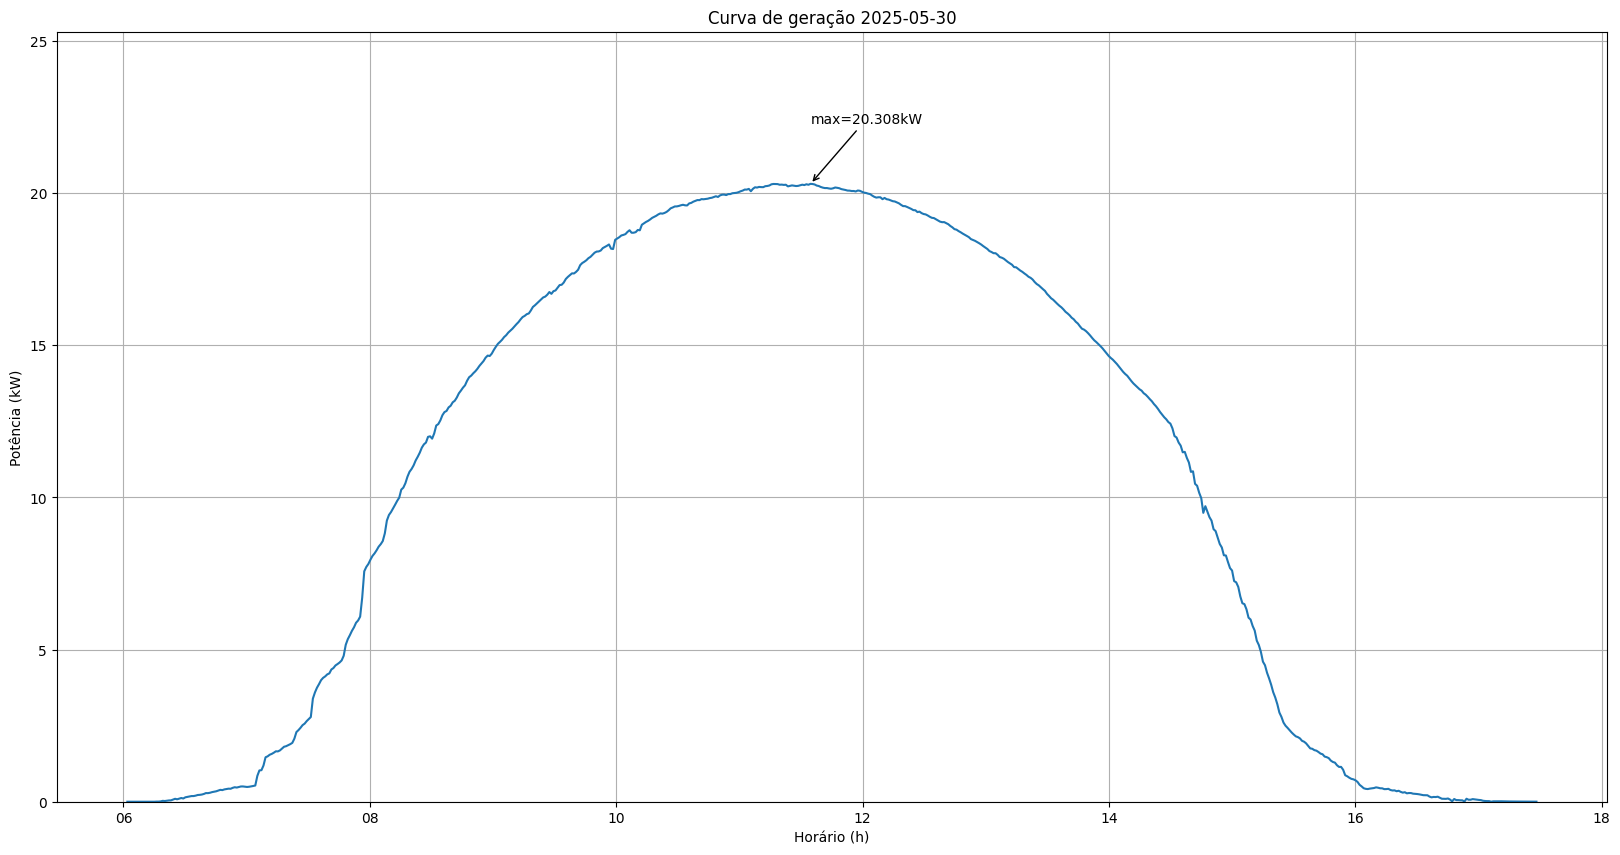 Curva de geração 2025-05-30
25
max=20.308kW
20
15
Potência (kW)
10
5
0
06 08 10 12 14 16 18
Horário (h)